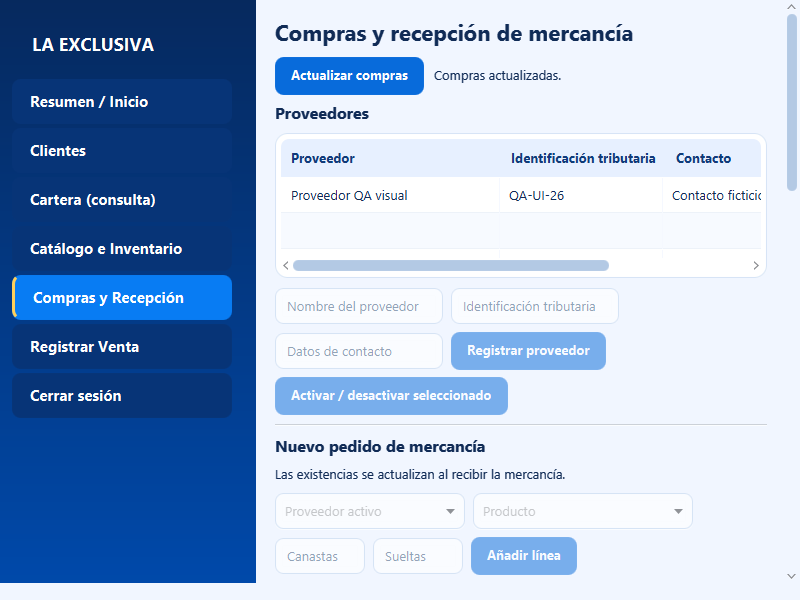 LA EXCLUSIVA
Resumen / Inicio
Clientes
Cartera (consulta)
Catálogo e Inventario
Compras y Recepción
Registrar Venta
Cerrar sesión
Compras y recepción de mercancía
Actualizar compras
Compras actualizadas.
Proveedores
Proveedor Identificación tributaria Contacto
Proveedor QA visual QA-UI-26 Contacto
Nombre del proveedor Identificación tributaria
Datos de contacto Registrar proveedor
Activar / desactivar seleccionado
Nuevo pedido de mercancía
Las existencias se actualizan al recibir la mercancía.
Proveedor activo Producto
Canastas Sueltas Añadir línea